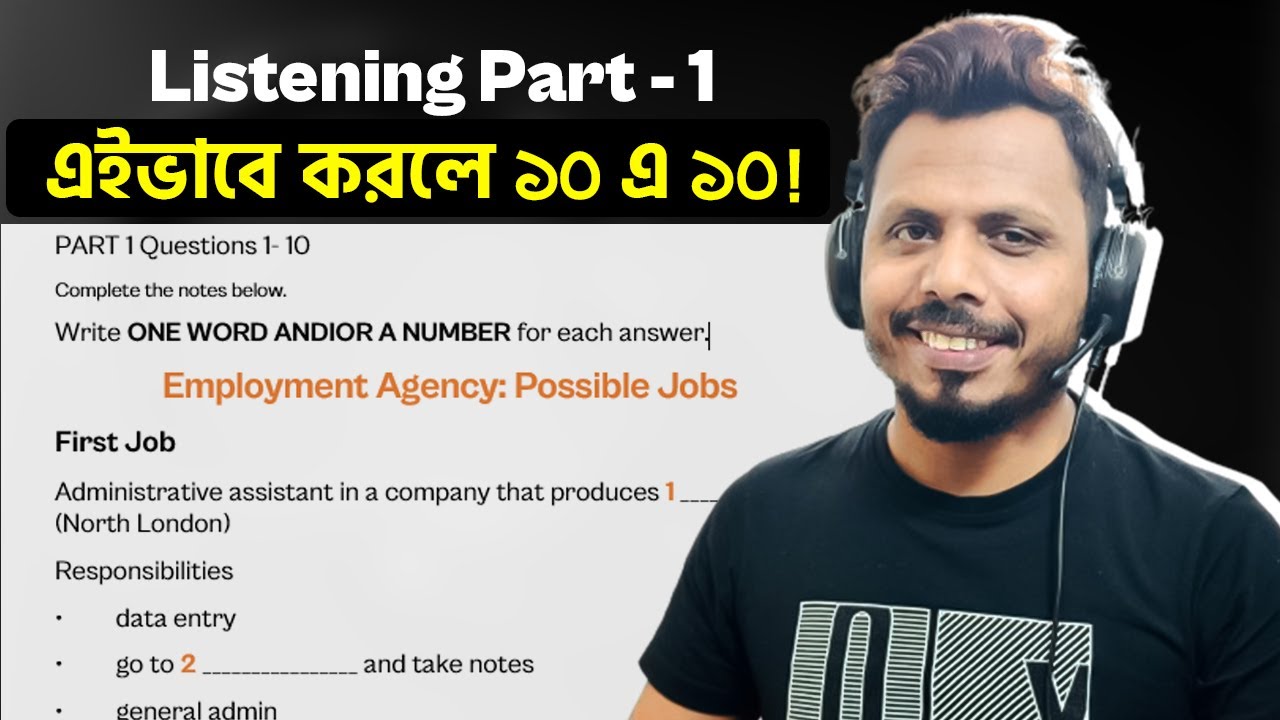 Listening Part - 1
এইভাবে করলে ১০ এ ১০!
PART 1 Questions 1- 10
Complete the notes below.
Write ONE WORD ANDIOR A NUMBER for each answer.
Employment Agency: Possible Jobs
First Job
Administrative assistant in a company that produces 1 ____
(North London)
Responsibilities
• data entry
• go to 2 ________________ and take notes
• general admin